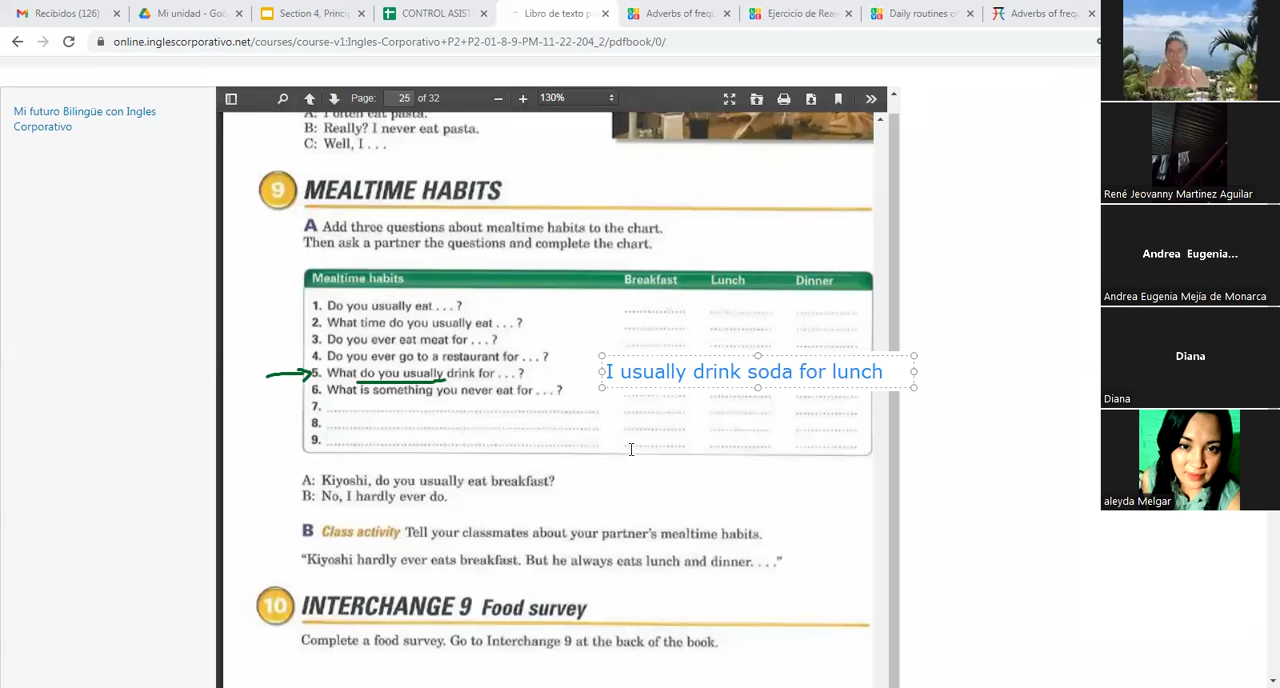 Recibidos (126)
Mi unidad - Goo
Section 4, Princi
CONTROL ASIST
Libro de texto p
Adverbs of frequ
Ejercicio de Rea
Daily routines of
Adverbs of frequ
online.inglescorporativo.net/courses/course-v1:Ingles-Corporativo+P2+P2-01-8-9-PM-11-22-204_2/pdfbook/0/
Mi futuro Bilingüe con Ingles
Corporativo
Page: 25 of 32
130%
A: I often eat pasta.
B: Really? I never eat pasta.
C: Well, I . . .
9 MEALTIME HABITS
A Add three questions about mealtime habits to the chart.
Then ask a partner the questions and complete the chart.
Mealtime habits Breakfast Lunch Dinner
1. Do you usually eat . . . ?
2. What time do you usually eat . . . ?
3. Do you ever eat meat for . . . ?
4. Do you ever go to a restaurant for . . . ?
5. What do you usually drink for . . . ?
I usually drink soda for lunch
6. What is something you never eat for . . . ?
7.
8.
9.
A: Kiyoshi, do you usually eat breakfast?
B: No, I hardly ever do.
B Class activity Tell your classmates about your partner's mealtime habits.
"Kiyoshi hardly ever eats breakfast. But he always eats lunch and dinner. . . ."
10 INTERCHANGE 9 Food survey
Complete a food survey. Go to Interchange 9 at the back of the book.
René Jeovanny Martinez Aguilar
Andrea Eugenia...
Andrea Eugenia Mejía de Monarca
Diana
Diana
aleyda Melgar